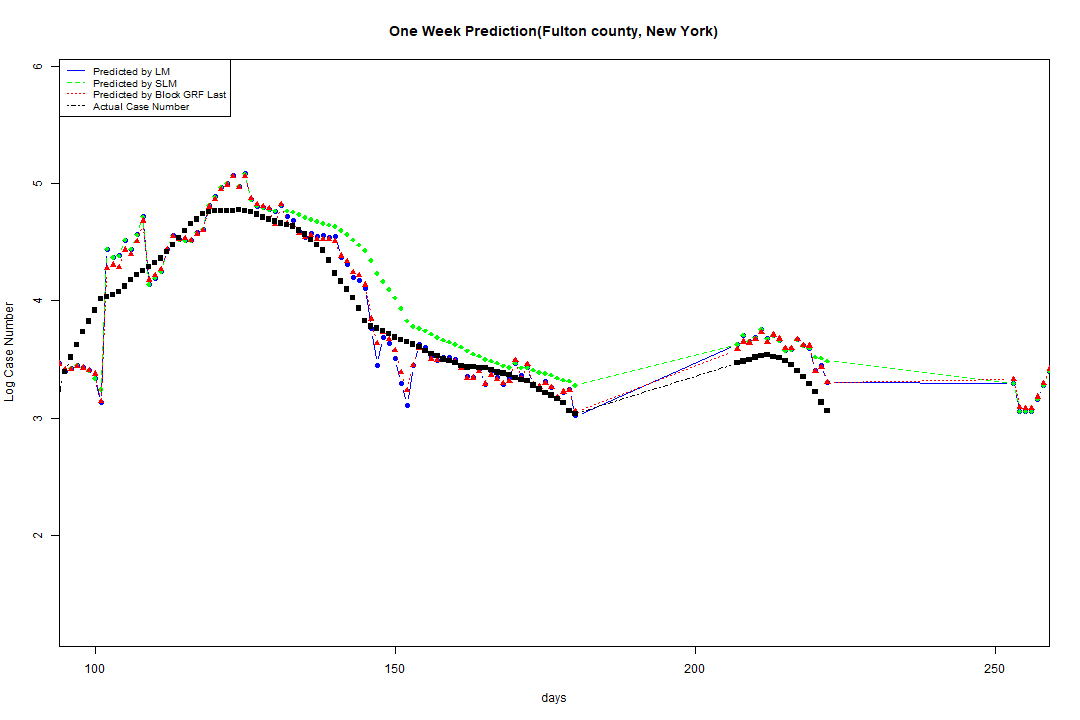 One Week Prediction(Fulton county, New York)
6
Predicted by LM
Predicted by SLM
Predicted by Block GRF Last
Actual Case Number
5
4
3
2
Log Case Number
100
150
200
250
days